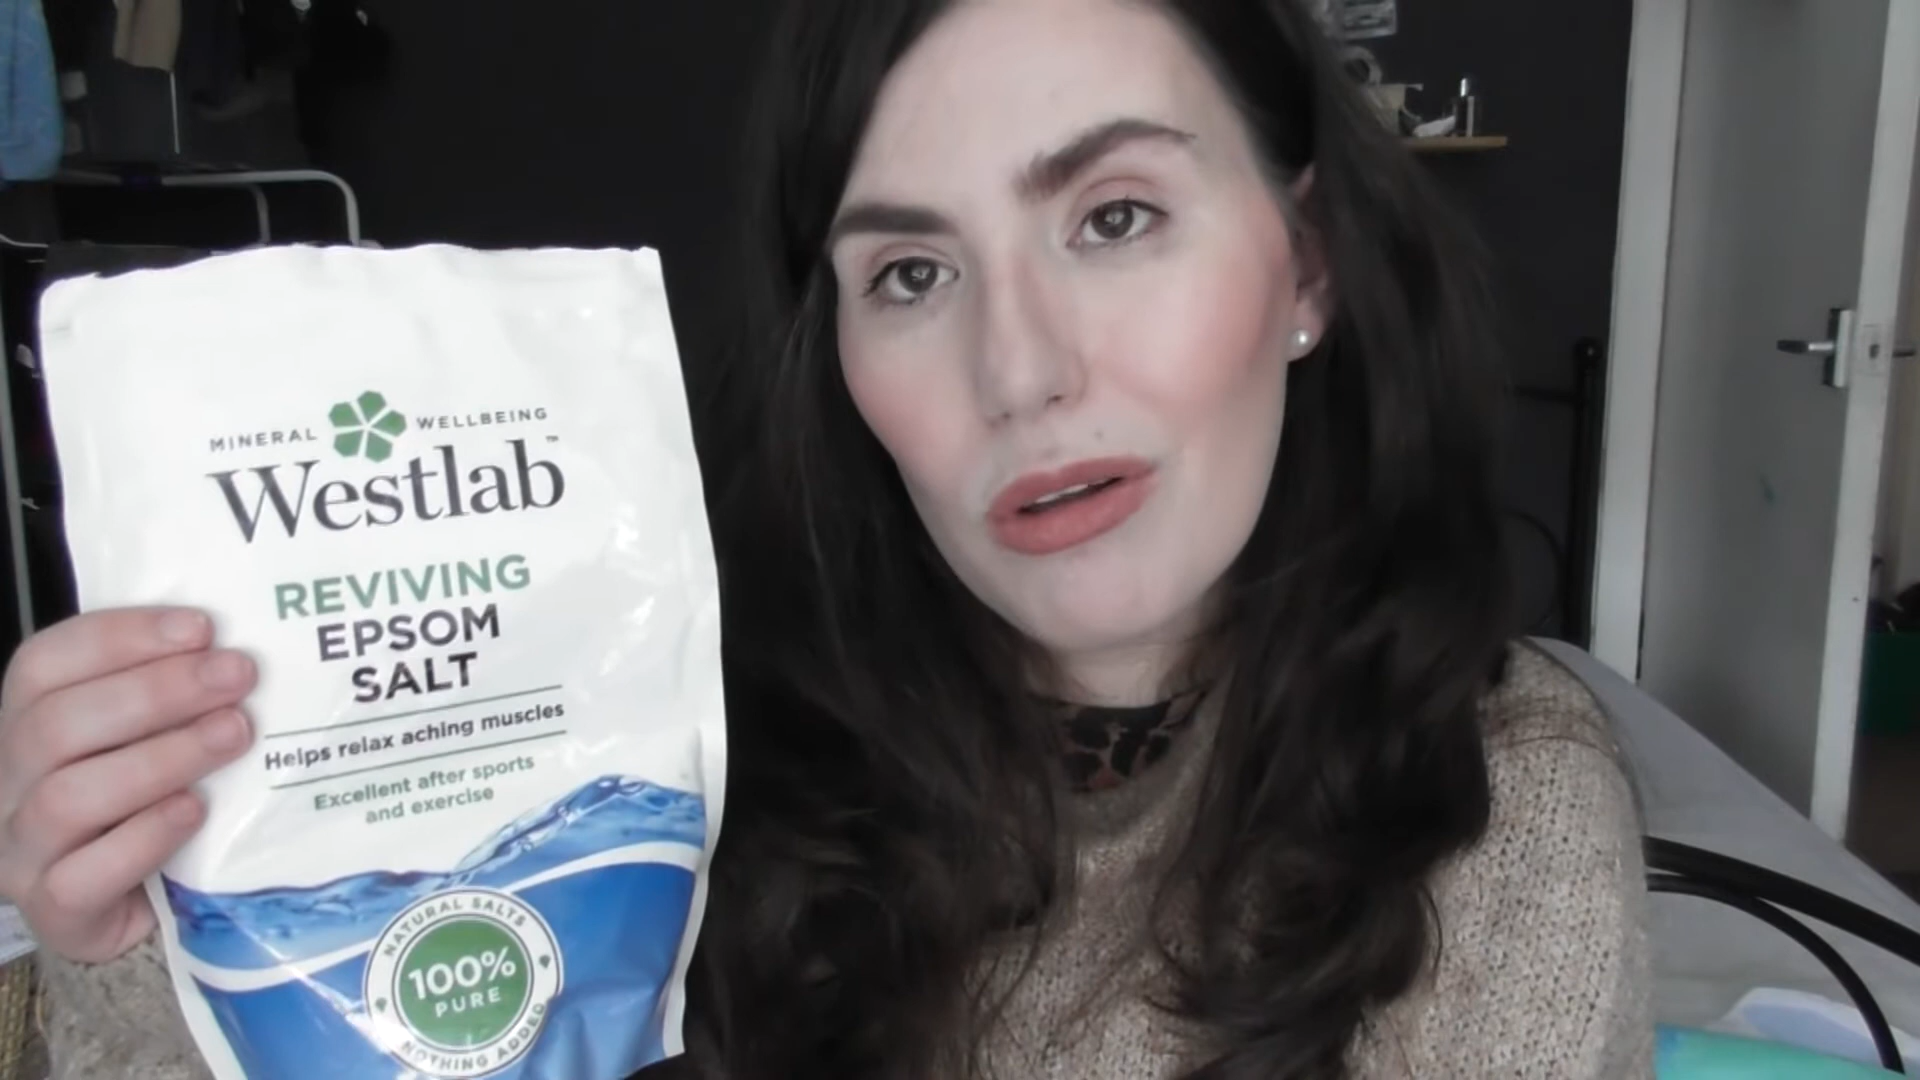 MINERAL WELLBEING
Westlab™
REVIVING
EPSOM
SALT
Helps relax aching muscles
Excellent after sports
and exercise
NATURAL SALTS
100%
PURE
NOTHING ADDED